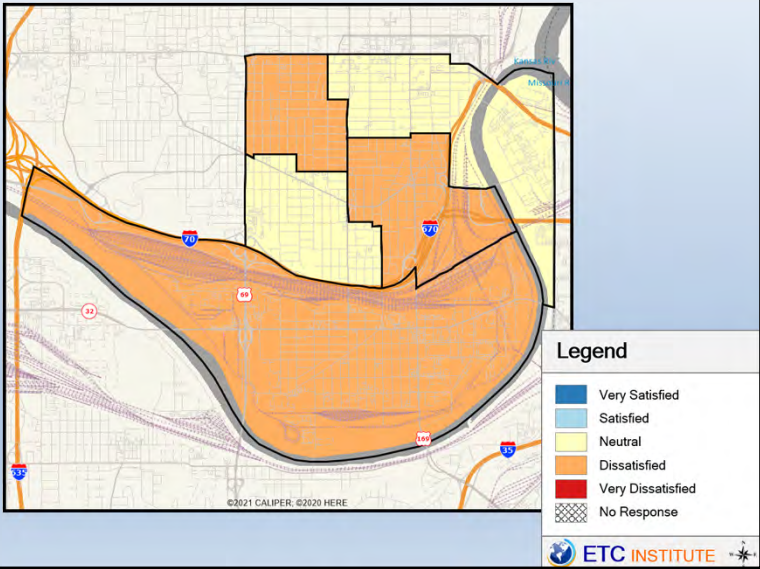 Kansas
Missouri
70
670
69
32
169
635
35
©2021 CALIPER; ©2020 HERE
Legend
Very Satisfied
Satisfied
Neutral
Dissatisfied
Very Dissatisfied
No Response
ETC INSTITUTE
N
W
E
S